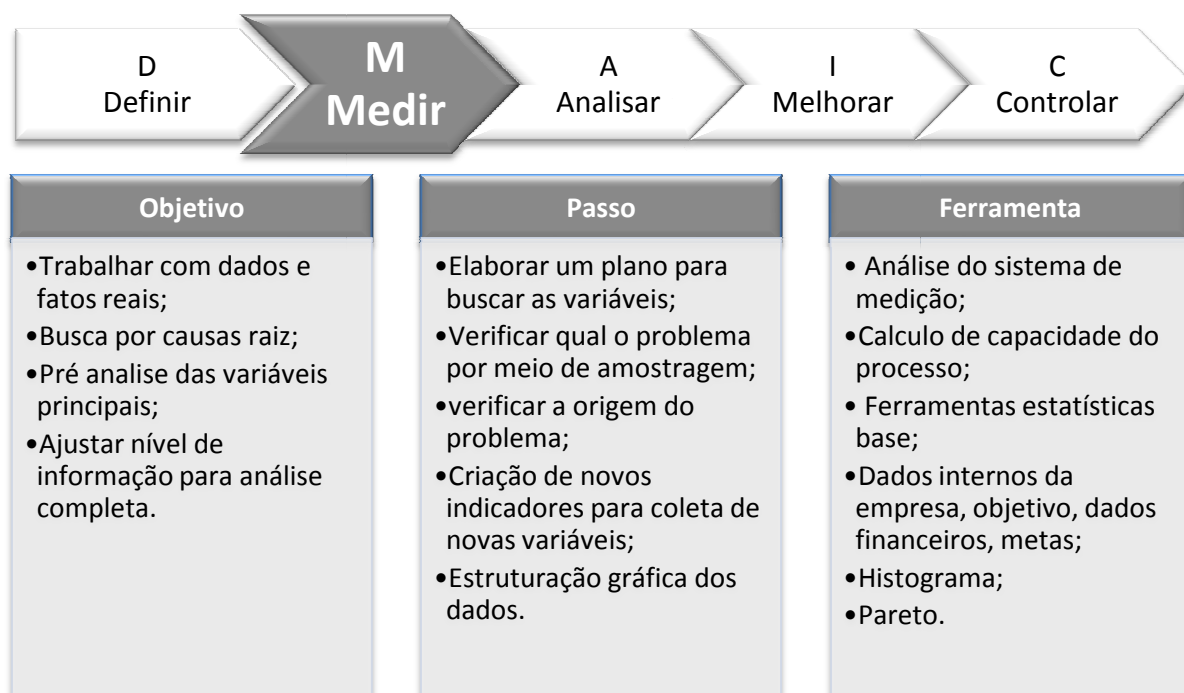 D
Definir
M
Medir
A
Analisar
I
Melhorar
C
Controlar
Objetivo
•Trabalhar com dados e
fatos reais;
•Busca por causas raiz;
•Pré analise das variáveis
principais;
•Ajustar nível de
informação para análise
completa.
Passo
•Elaborar um plano para
buscar as variáveis;
•Verificar qual o problema
por meio de amostragem;
•verificar a origem do
problema;
•Criação de novos
indicadores para coleta de
novas variáveis;
•Estruturação gráfica dos
dados.
Ferramenta
• Análise do sistema de
medição;
•Calculo de capacidade do
processo;
• Ferramentas estatísticas
base;
•Dados internos da
empresa, objetivo, dados
financeiros, metas;
•Histograma;
•Pareto.